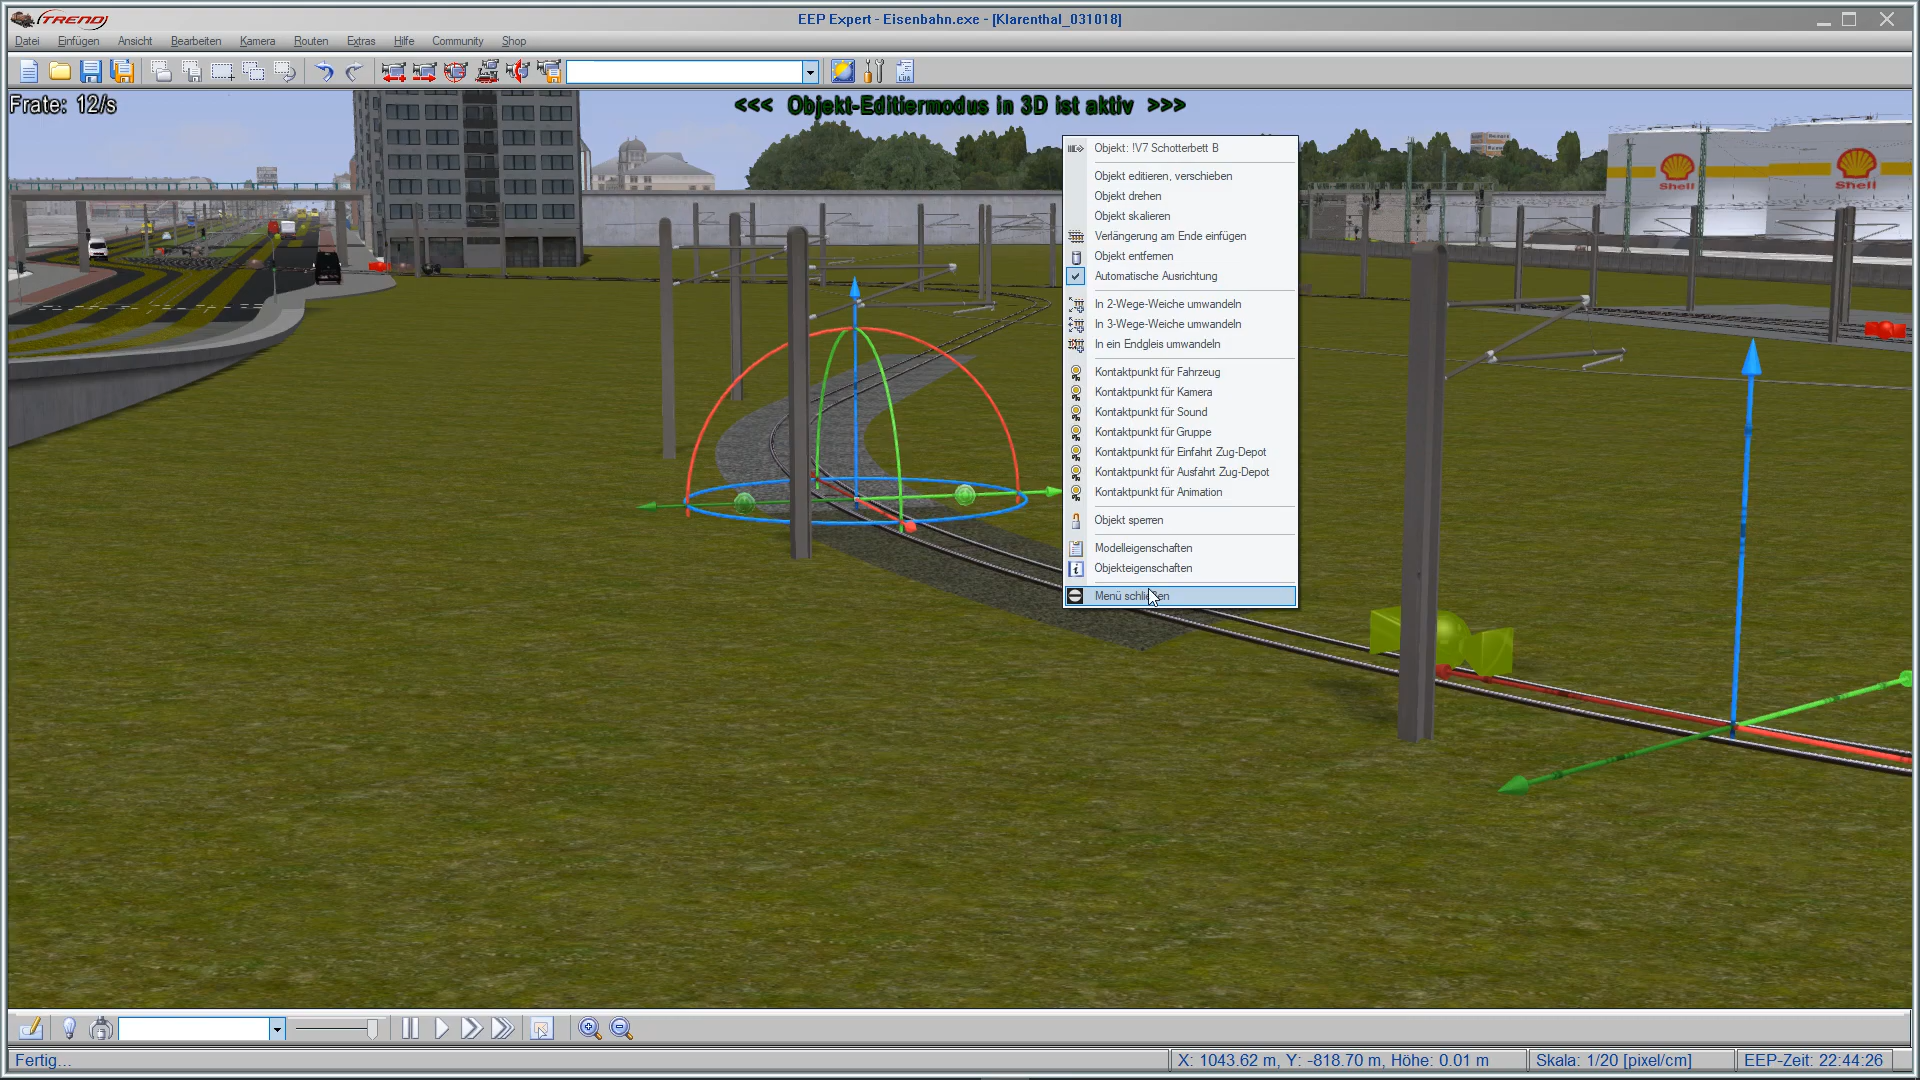 TREND
EEP Expert - Eisenbahn.exe - [Klarenthal_031018]
Datei Einfügen Ansicht Bearbeiten Kamera Routen Extras Hilfe Community Shop
LUA
Frate: 12/s
<<< Objekt-Editiermodus in 3D ist aktiv >>>
Objekt: !V7 Schotterbett B
Objekt editieren, verschieben
Objekt drehen
Objekt skalieren
Verlängerung am Ende einfügen
Objekt entfernen
Automatische Ausrichtung
In 2-Wege-Weiche umwandeln
In 3-Wege-Weiche umwandeln
In ein Endgleis umwandeln
Kontaktpunkt für Fahrzeug
Kontaktpunkt für Kamera
Kontaktpunkt für Sound
Kontaktpunkt für Gruppe
Kontaktpunkt für Einfahrt Zug-Depot
Kontaktpunkt für Ausfahrt Zug-Depot
Kontaktpunkt für Animation
Objekt sperren
Modelleigenschaften
Objekteigenschaften
Menü schließen
Shell
Shell
Fertig...
X: 1043.62 m, Y: -818.70 m, Höhe: 0.01 m
Skala: 1/20 [pixel/cm]
EEP-Zeit: 22:44:26